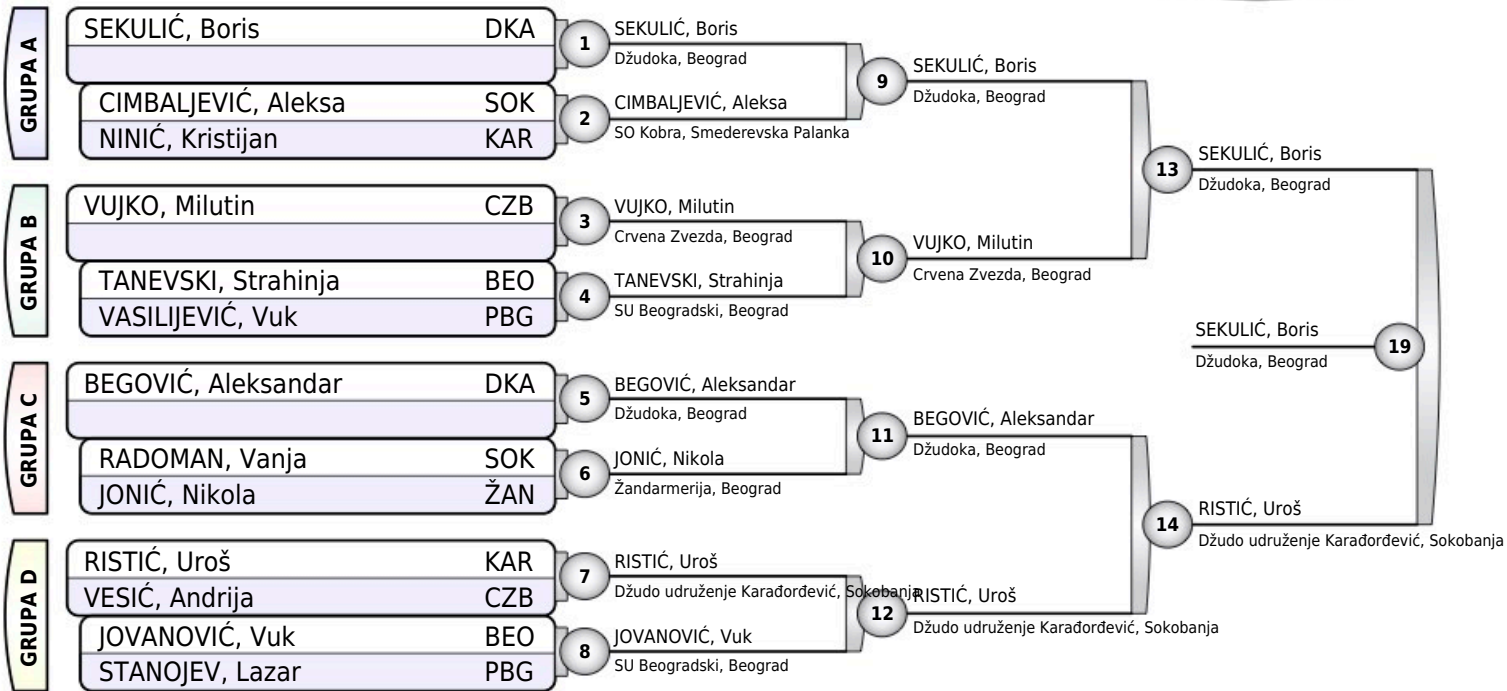 GRUPA A
SEKULIĆ, Boris DKA
CIMBALJEVIĆ, Aleksa SOK
NINIĆ, Kristijan KAR
GRUPA B
VUJKO, Milutin CZB
TANEVSKI, Strahinja BEO
VASILIJEVIĆ, Vuk PBG
GRUPA C
BEGOVIĆ, Aleksandar DKA
RADOMAN, Vanja SOK
JONIĆ, Nikola ŽAN
GRUPA D
RISTIĆ, Uroš KAR
VESIĆ, Andrija CZB
JOVANOVIĆ, Vuk BEO
STANOJEV, Lazar PBG
1
SEKULIĆ, Boris
Džudoka, Beograd
2
CIMBALJEVIĆ, Aleksa
SO Kobra, Smederevska Palanka
3
VUJKO, Milutin
Crvena Zvezda, Beograd
4
TANEVSKI, Strahinja
SU Beogradski, Beograd
5
BEGOVIĆ, Aleksandar
Džudoka, Beograd
6
JONIĆ, Nikola
Žandarmerija, Beograd
7
RISTIĆ, Uroš
Džudo udruženje Karađorđević, Sokobanja
8
JOVANOVIĆ, Vuk
SU Beogradski, Beograd
9
SEKULIĆ, Boris
Džudoka, Beograd
10
VUJKO, Milutin
Crvena Zvezda, Beograd
11
BEGOVIĆ, Aleksandar
Džudoka, Beograd
12
RISTIĆ, Uroš
Džudo udruženje Karađorđević, Sokobanja
13
SEKULIĆ, Boris
Džudoka, Beograd
14
RISTIĆ, Uroš
Džudo udruženje Karađorđević, Sokobanja
SEKULIĆ, Boris
Džudoka, Beograd
19